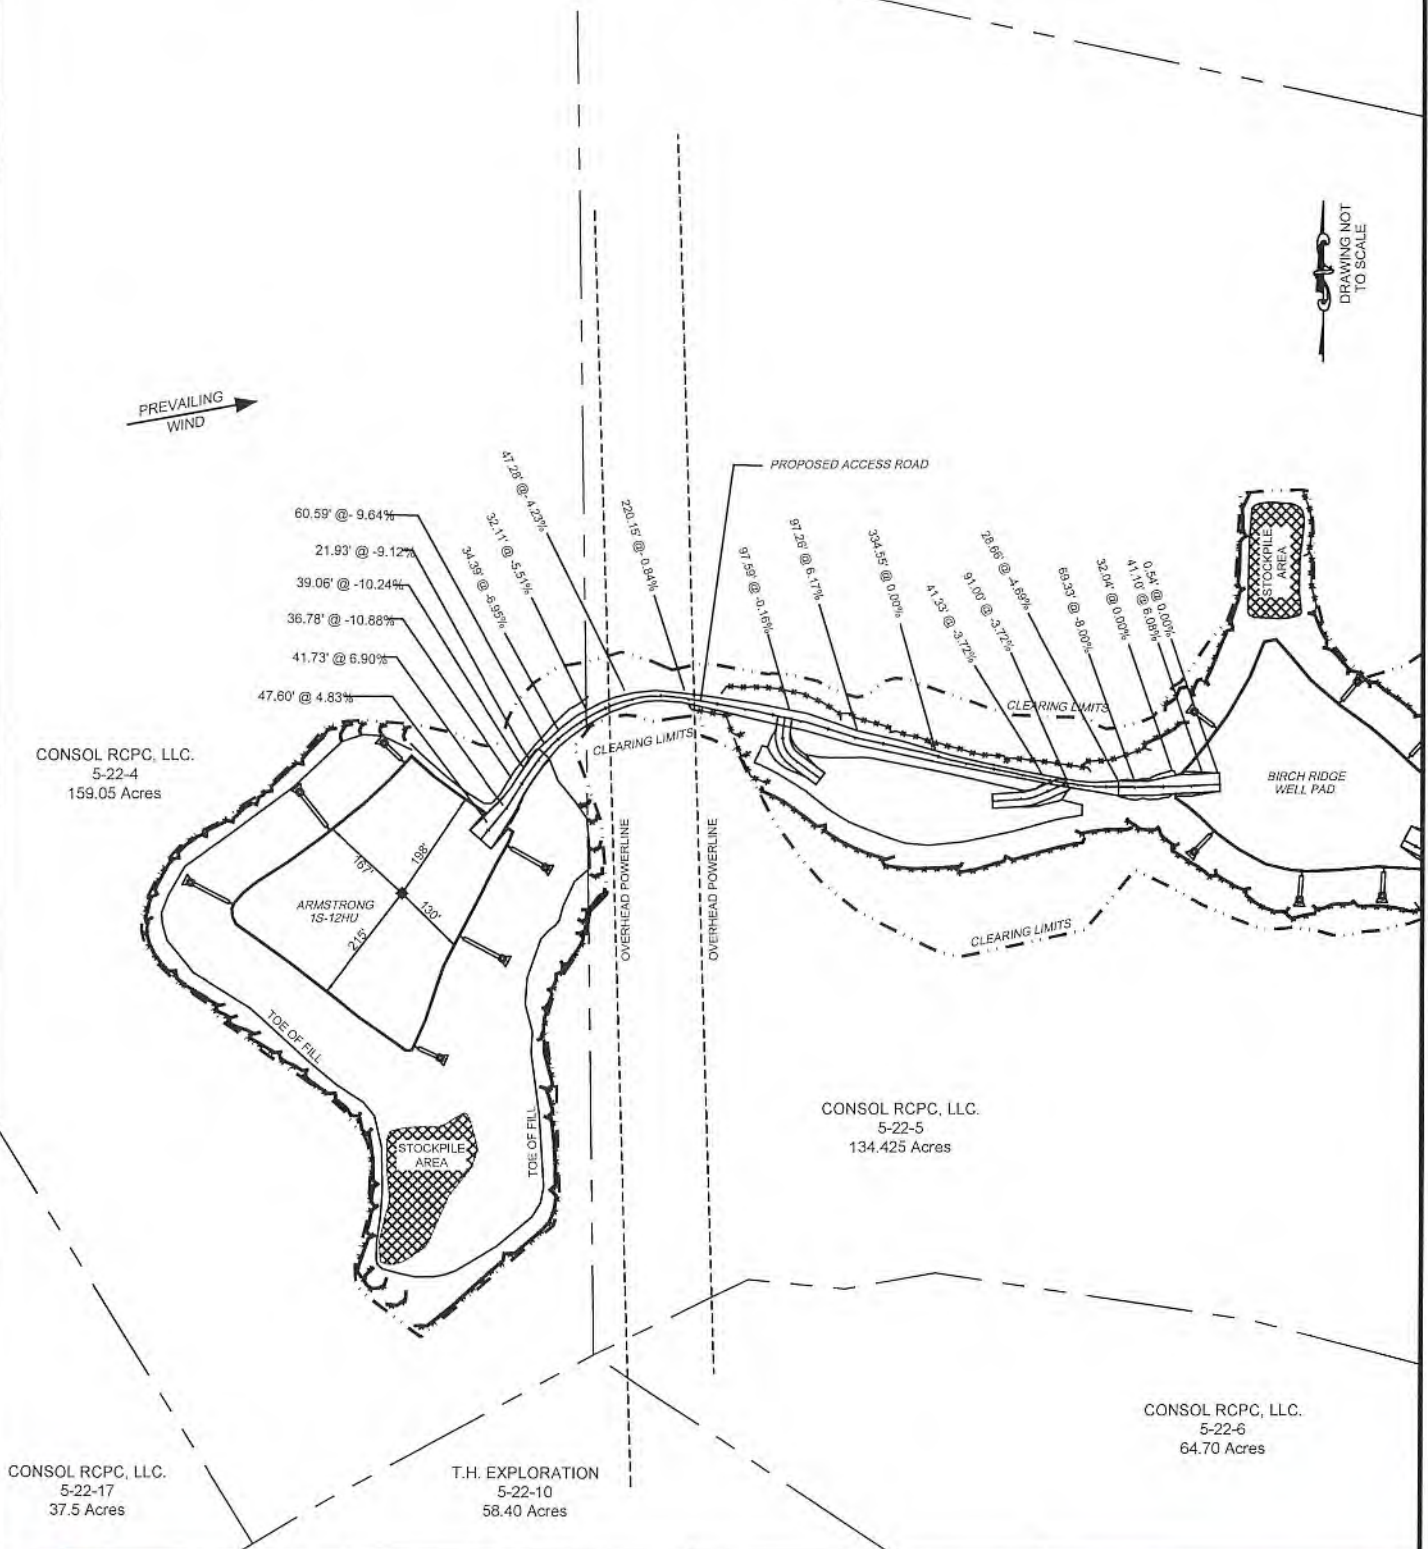 DRAWING NOT
TO SCALE
PREVAILING
WIND
PROPOSED ACCESS ROAD
60.59' @- 9.64%
21.93' @ -9.12%
39.06' @ -10.24%
36.78' @ -10.88%
41.73' @ 6.90%
47.60' @ 4.83%
34.39' @ -6.95%
32.11' @ -5.51%
47.28' @- 4.23%
220.15' @- 0.84%
97.59' @ -0.16%
97.26' @ 6.17%
334.55' @ 0.00%
41.33' @ -3.72%
91.00' @ -3.72%
28.66' @ -4.69%
69.33' @ -8.00%
32.04' @ 0.00%
41.10' @ 6.08%
0.54' @ 0.00%
STOCKPILE
AREA
CLEARING LIMITS
CLEARING LIMITS
CONSOL RCPC, LLC.
5-22-4
159.05 Acres
BIRCH RIDGE
WELL PAD
OVERHEAD POWERLINE
OVERHEAD POWERLINE
167'
198'
ARMSTRONG
1S-12HU
130'
215'
CLEARING LIMITS
TOE OF FILL
TOE OF FILL
STOCKPILE
AREA
CONSOL RCPC, LLC.
5-22-5
134.425 Acres
CONSOL RCPC, LLC.
5-22-6
64.70 Acres
CONSOL RCPC, LLC.
5-22-17
37.5 Acres
T.H. EXPLORATION
5-22-10
58.40 Acres